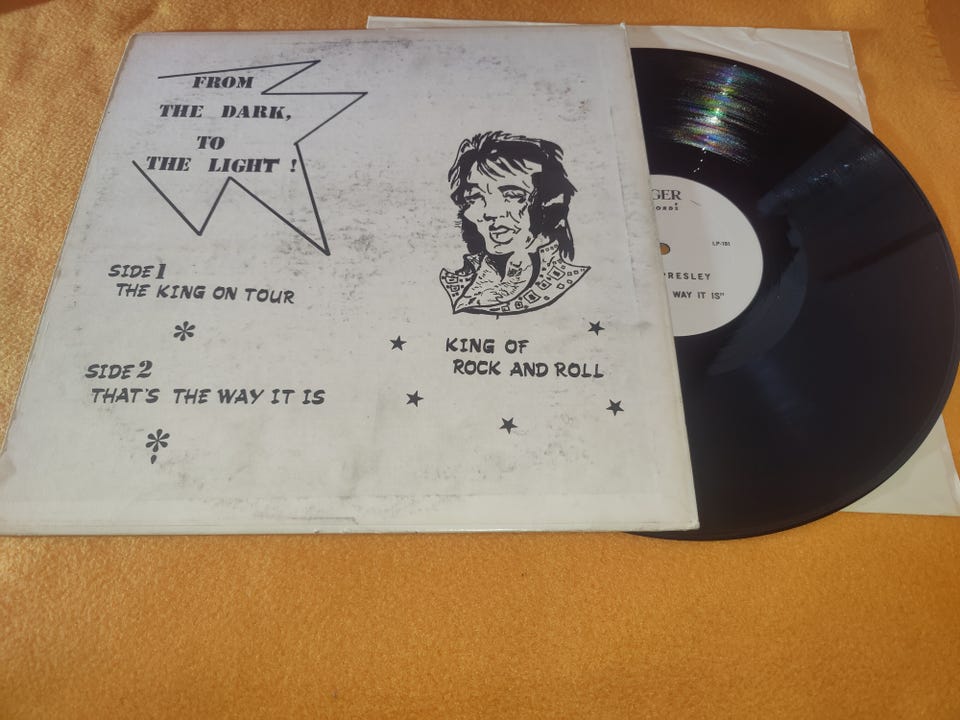 FROM
THE DARK,
TO
THE LIGHT !
SIDE 1
THE KING ON TOUR
SIDE 2
THAT'S THE WAY IT IS
KING OF
ROCK AND ROLL
GER
ORDS
LP-101
PRESLEY
WAY IT IS"